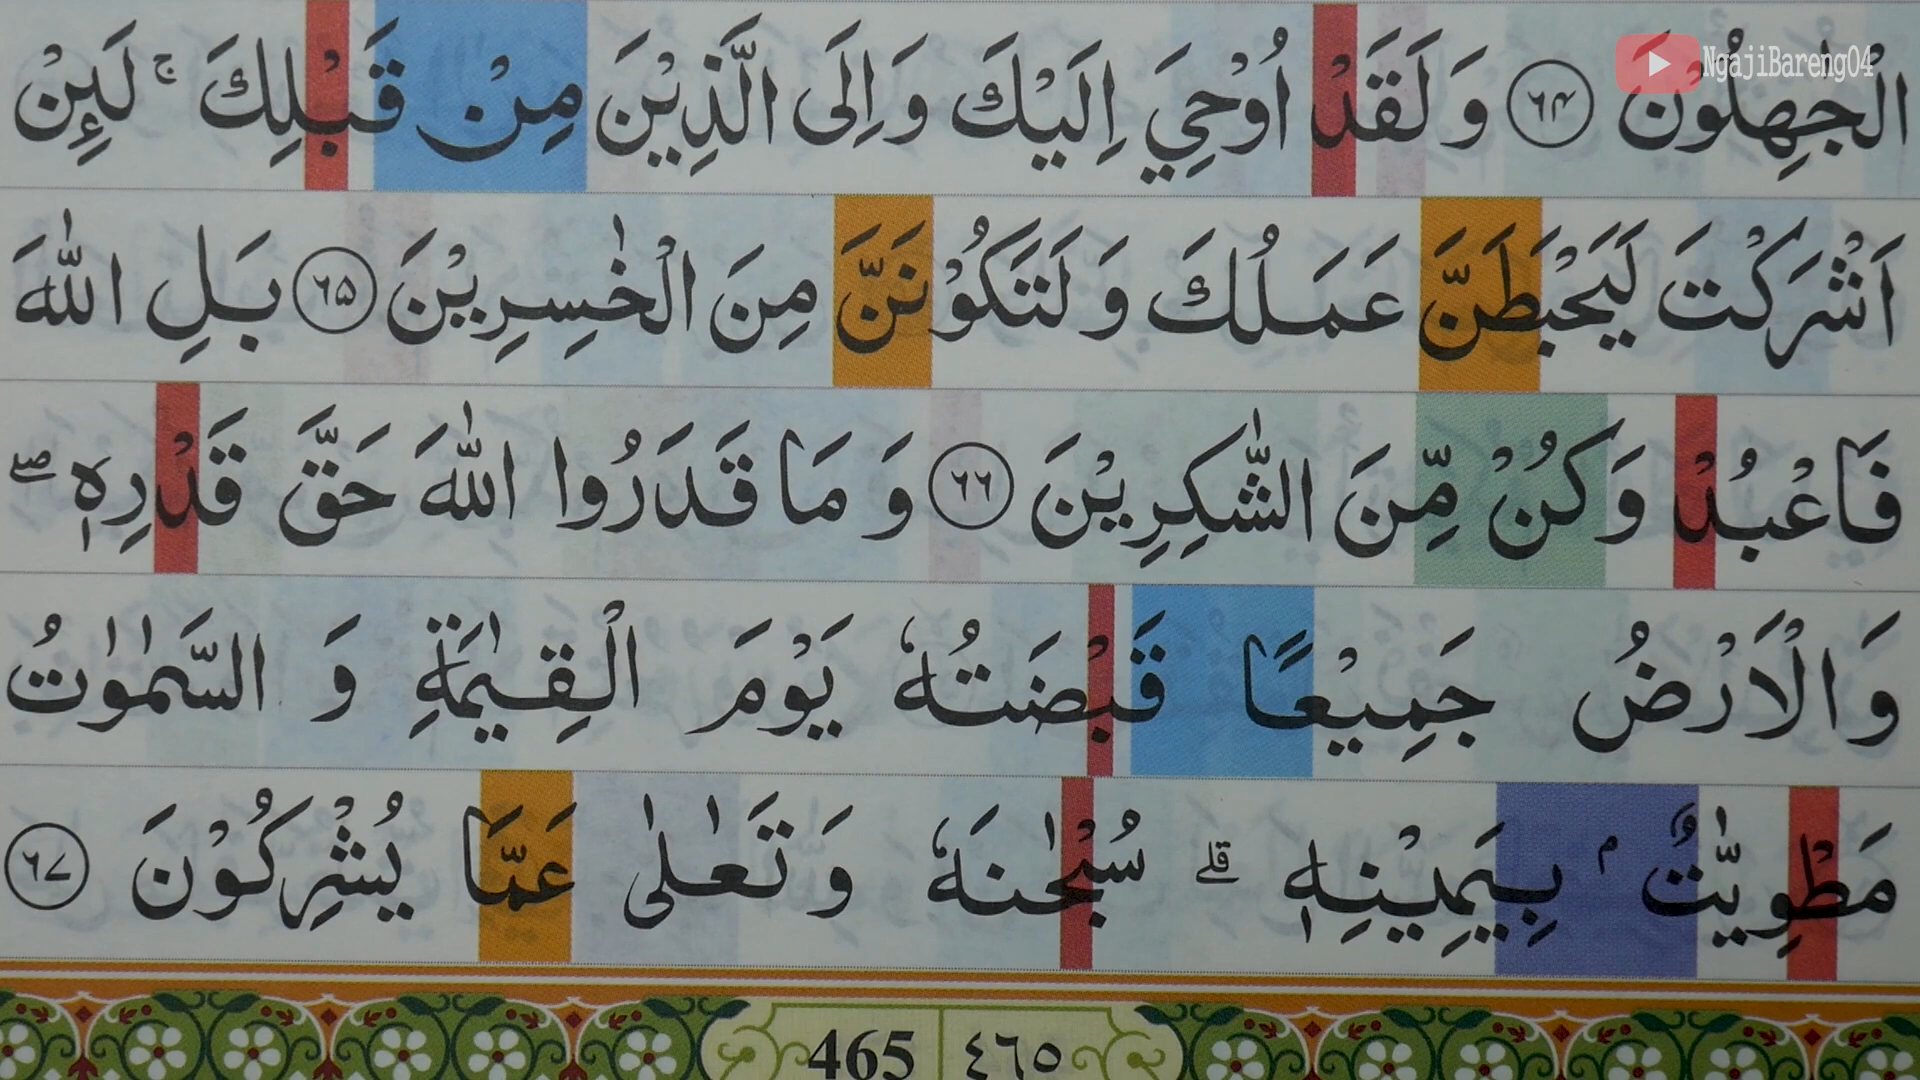 NgajiBareng04
الْجٰهِلُوْنَ ٦٤ وَلَقَدْ اُوْحِيَ اِلَيْكَ وَاِلَى الَّذِيْنَ مِنْ قَبْلِكَ ۚ لَىِٕنْ
اَشْرَكْتَ لَيَحْبَطَنَّ عَمَلُكَ وَلَتَكُوْنَنَّ مِنَ الْخٰسِرِيْنَ ٦٥ بَلِ اللّٰهَ
فَاعْبُدْ وَكُنْ مِّنَ الشّٰكِرِيْنَ ٦٦ وَمَا قَدَرُوا اللّٰهَ حَقَّ قَدْرِهٖ ۖ
وَالْاَرْضُ جَمِيْعًا قَبْضَتُهٗ يَوْمَ الْقِيٰمَةِ وَالسَّمٰوٰتُ
مَطْوِيّٰتٌۢ بِيَمِيْنِهٖ ۗ سُبْحٰنَهٗ وَتَعٰلٰى عَمَّا يُشْرِكُوْنَ ٦٧
465 ٤٦٥